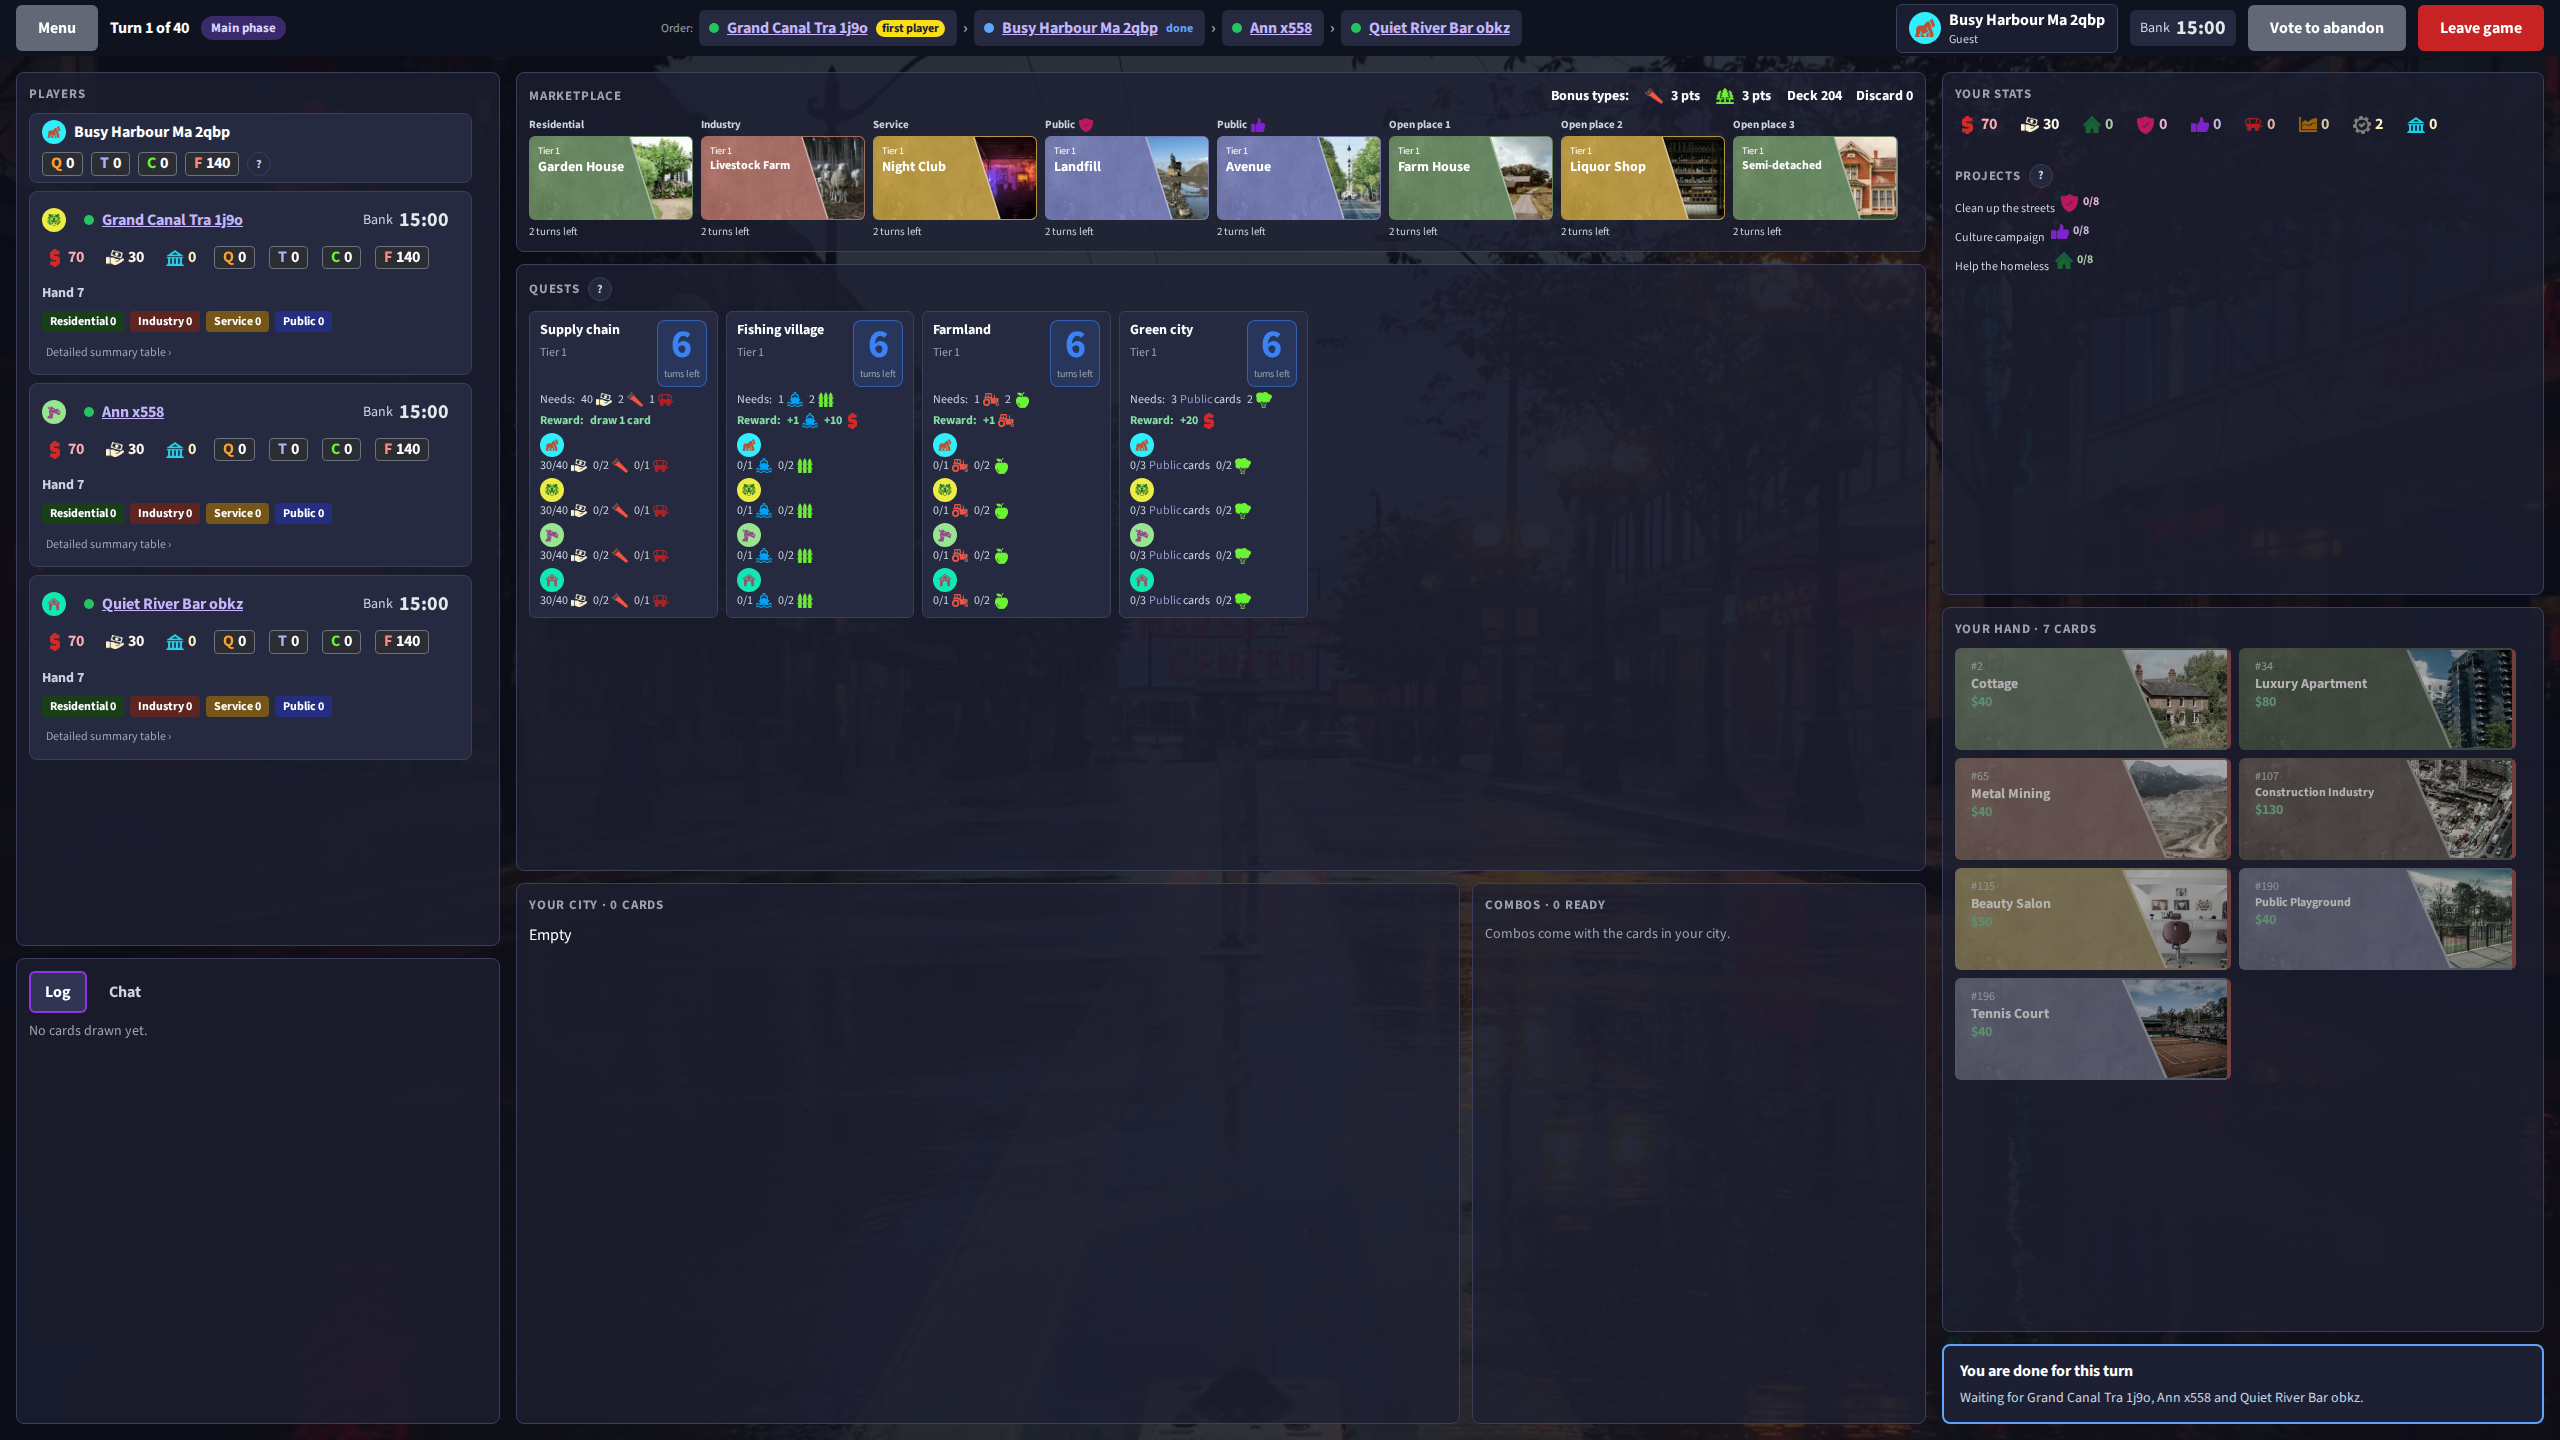 Menu
Turn 1 of 40
Main phase
Order:
Grand Canal Tra 1j9o first player
›
Busy Harbour Ma 2qbp done
›
Ann x558
›
Quiet River Bar obkz
Busy Harbour Ma 2qbp
Guest
Bank 15:00
Vote to abandon
Leave game
PLAYERS
Busy Harbour Ma 2qbp
Q 0 T 0 C 0 F 140 ?
Grand Canal Tra 1j9o Bank 15:00
70 30 0 Q 0 T 0 C 0 F 140
Hand 7
Residential 0 Industry 0 Service 0 Public 0
Detailed summary table ›
Ann x558 Bank 15:00
70 30 0 Q 0 T 0 C 0 F 140
Hand 7
Residential 0 Industry 0 Service 0 Public 0
Detailed summary table ›
Quiet River Bar obkz Bank 15:00
70 30 0 Q 0 T 0 C 0 F 140
Hand 7
Residential 0 Industry 0 Service 0 Public 0
Detailed summary table ›
Log Chat
No cards drawn yet.
MARKETPLACE
Bonus types: 3 pts 3 pts Deck 204 Discard 0
Residential
Tier 1
Garden House
2 turns left
Industry
Tier 1
Livestock Farm
2 turns left
Service
Tier 1
Night Club
2 turns left
Public
Tier 1
Landfill
2 turns left
Public
Tier 1
Avenue
2 turns left
Open place 1
Tier 1
Farm House
2 turns left
Open place 2
Tier 1
Liquor Shop
2 turns left
Open place 3
Tier 1
Semi-detached
2 turns left
QUESTS ?
Supply chain
Tier 1
6
turns left
Needs: 40 2 1
Reward: draw 1 card
30/40 0/2 0/1
30/40 0/2 0/1
30/40 0/2 0/1
30/40 0/2 0/1
Fishing village
Tier 1
6
turns left
Needs: 1 2
Reward: +1 +10
0/1 0/2
0/1 0/2
0/1 0/2
0/1 0/2
Farmland
Tier 1
6
turns left
Needs: 1 2
Reward: +1
0/1 0/2
0/1 0/2
0/1 0/2
0/1 0/2
Green city
Tier 1
6
turns left
Needs: 3 Public cards 2
Reward: +20
0/3 Public cards 0/2
0/3 Public cards 0/2
0/3 Public cards 0/2
0/3 Public cards 0/2
YOUR CITY · 0 CARDS
Empty
COMBOS · 0 READY
Combos come with the cards in your city.
YOUR STATS
70 30 0 0 0 0 0 2 0
PROJECTS ?
Clean up the streets 0/8
Culture campaign 0/8
Help the homeless 0/8
YOUR HAND · 7 CARDS
#2
Cottage
$40
#34
Luxury Apartment
$80
#65
Metal Mining
$40
#107
Construction Industry
$130
#135
Beauty Salon
$50
#190
Public Playground
$40
#196
Tennis Court
$40
You are done for this turn
Waiting for Grand Canal Tra 1j9o, Ann x558 and Quiet River Bar obkz.